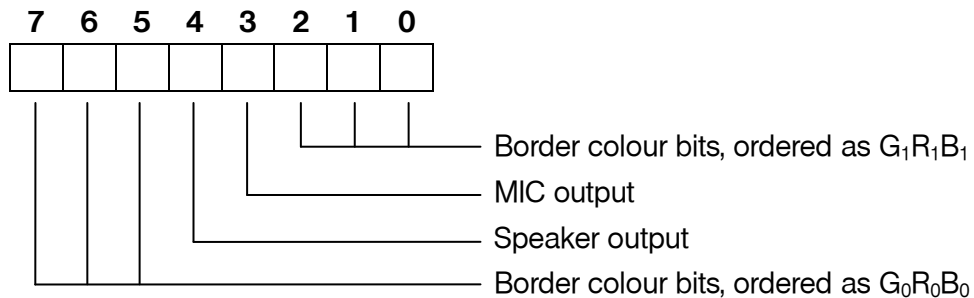 7 6 5 4 3 2 1 0
Border colour bits, ordered as G₁R₁B₁
MIC output
Speaker output
Border colour bits, ordered as G₀R₀B₀